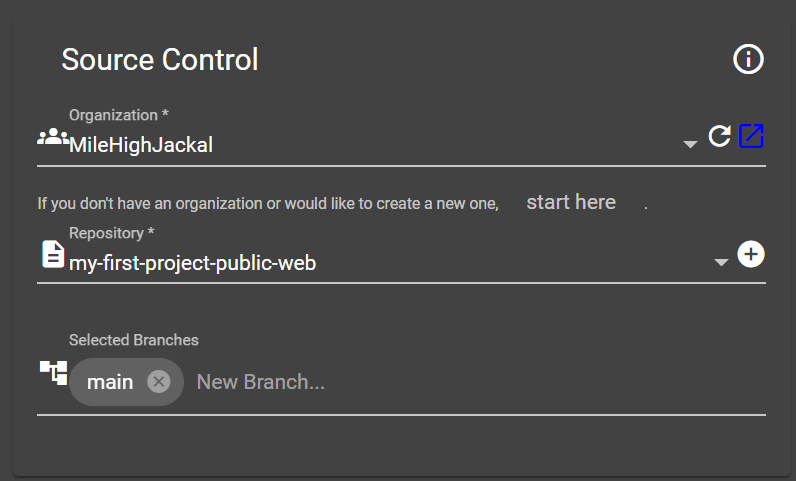 Source Control
Organization *
MileHighJackal
If you don't have an organization or would like to create a new one, start here .
Repository *
my-first-project-public-web
Selected Branches
main New Branch...